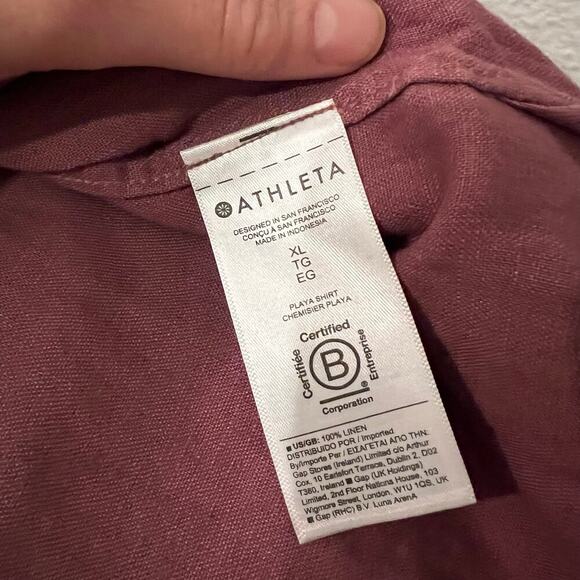 ATHLETA
DESIGNED IN SAN FRANCISCO
CONÇU À SAN FRANCISCO
MADE IN INDONESIA
XL
TG
EG
PLAYA SHIRT
CHEMISIER PLAYA
Certified
Certifiée
B
Entreprise
Corporation
US/GB: 100% LINEN
DISTRIBUIDO POR / Imported
By/Importe Per / ΕΙΣΑΓΕΤΑΙ ΑΠΟ ΤΗΝ:
Gap Stores (Ireland) Limited c/o Arthur
Cox, 10 Earlsfort Terrace, Dublin 2, D02
T380, Ireland ■ Gap (UK Holdings)
Limited, 2nd Floor Nations House, 103
Wigmore Street, London, W1U 1QS, UK
■ Gap (RHC) B.V. Luna ArenA